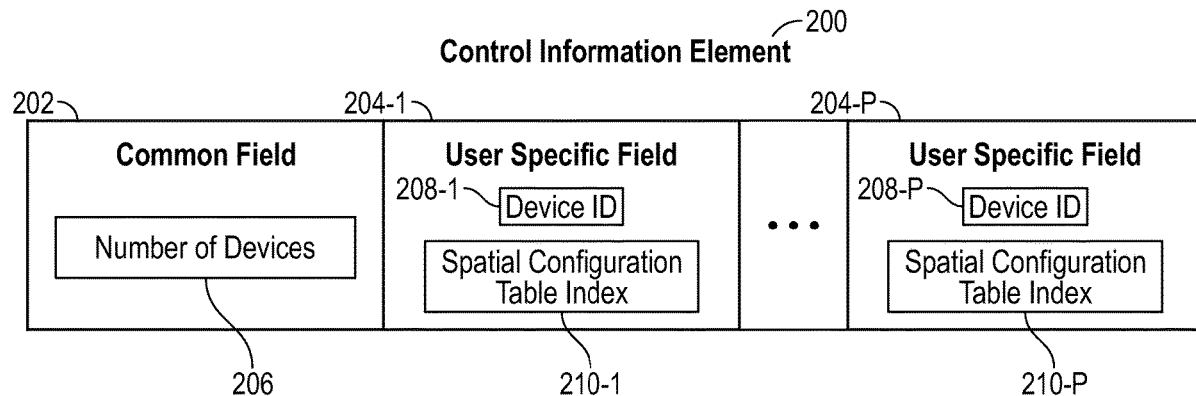 200
Control Information Element
202
204-1
204-P
Common Field
User Specific Field
User Specific Field
208-1
Device ID
208-P
Device ID
Number of Devices
Spatial Configuration
Table Index
• • •
Spatial Configuration
Table Index
206
210-1
210-P